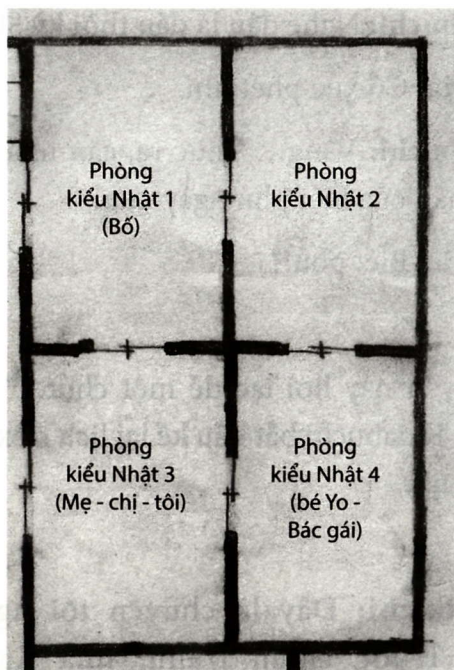 Phòng
kiểu Nhật 1
(Bố)
Phòng
kiểu Nhật 2
Phòng
kiểu Nhật 3
(Mẹ - chị - tôi)
Phòng
kiểu Nhật 4
(bé Yo -
Bác gái)